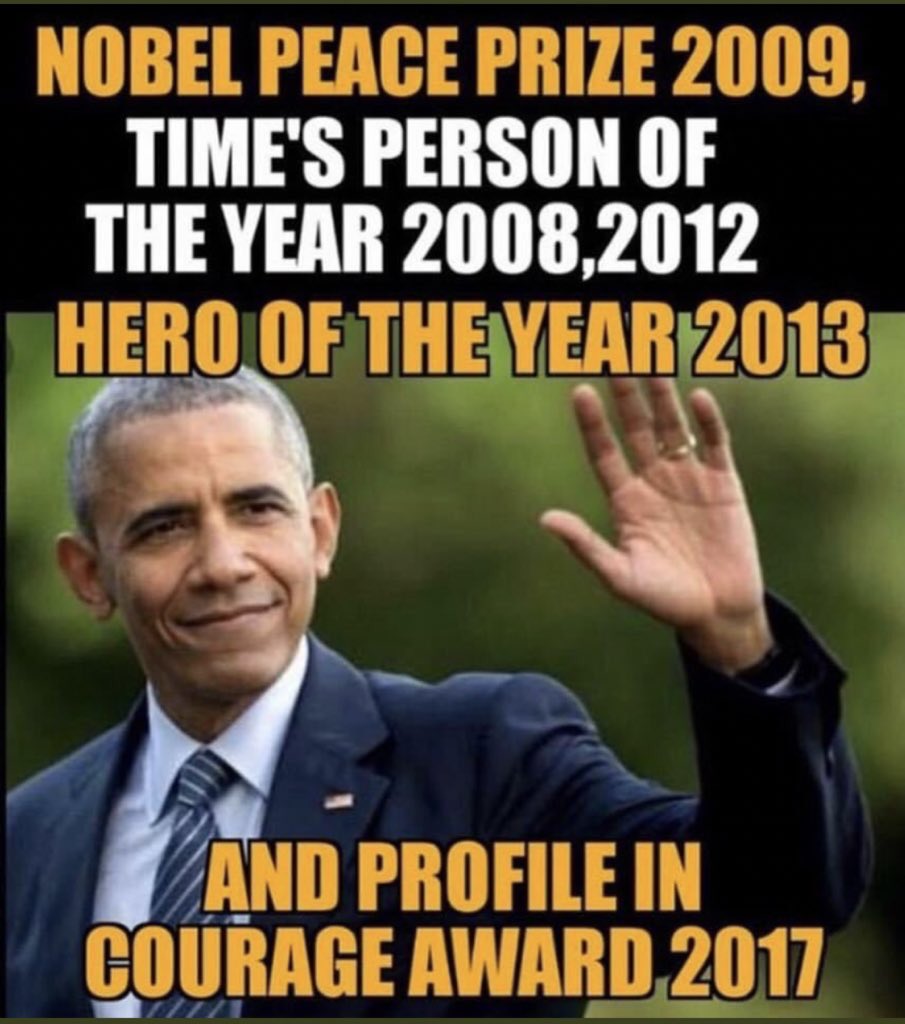 NOBEL PEACE PRIZE 2009,
TIME'S PERSON OF
THE YEAR 2008,2012
HERO OF THE YEAR 2013
AND PROFILE IN
COURAGE AWARD 2017